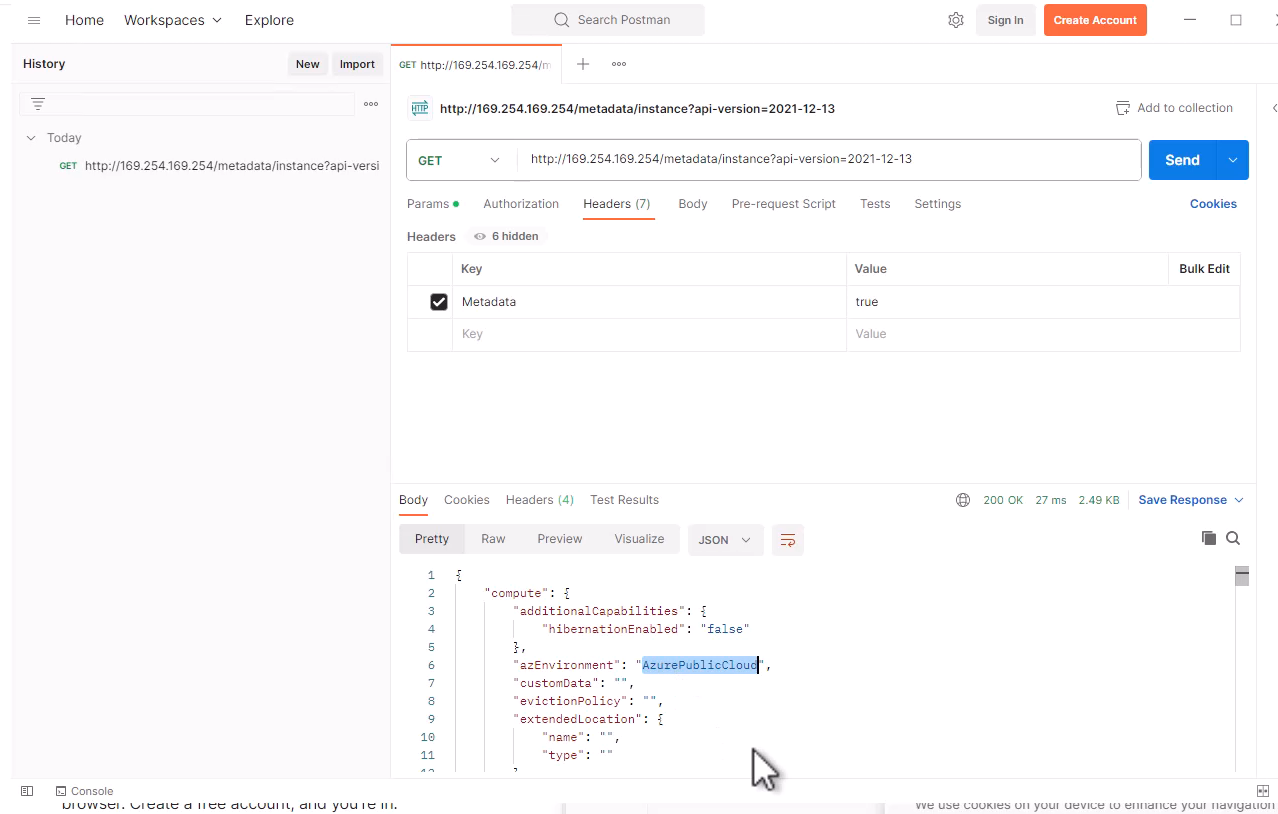 Home Workspaces Explore Search Postman Sign In Create Account
History New Import
GET http://169.254.169.254/m
Today
GET http://169.254.169.254/metadata/instance?api-versi
HTTP http://169.254.169.254/metadata/instance?api-version=2021-12-13 Add to collection
GET http://169.254.169.254/metadata/instance?api-version=2021-12-13 Send
Params Authorization Headers (7) Body Pre-request Script Tests Settings Cookies
Headers 6 hidden
Key Value Bulk Edit
Metadata true
Key Value
Body Cookies Headers (4) Test Results 200 OK 27 ms 2.49 KB Save Response
Pretty Raw Preview Visualize JSON
1 {
2 "compute": {
3 "additionalCapabilities": {
4 "hibernationEnabled": "false"
5 },
6 "azEnvironment": "AzurePublicCloud",
7 "customData": "",
8 "evictionPolicy": "",
9 "extendedLocation": {
10 "name": "",
11 "type": ""
Console
browser. Create a free account, and you're in.
We use cookies on your device to enhance your navigation